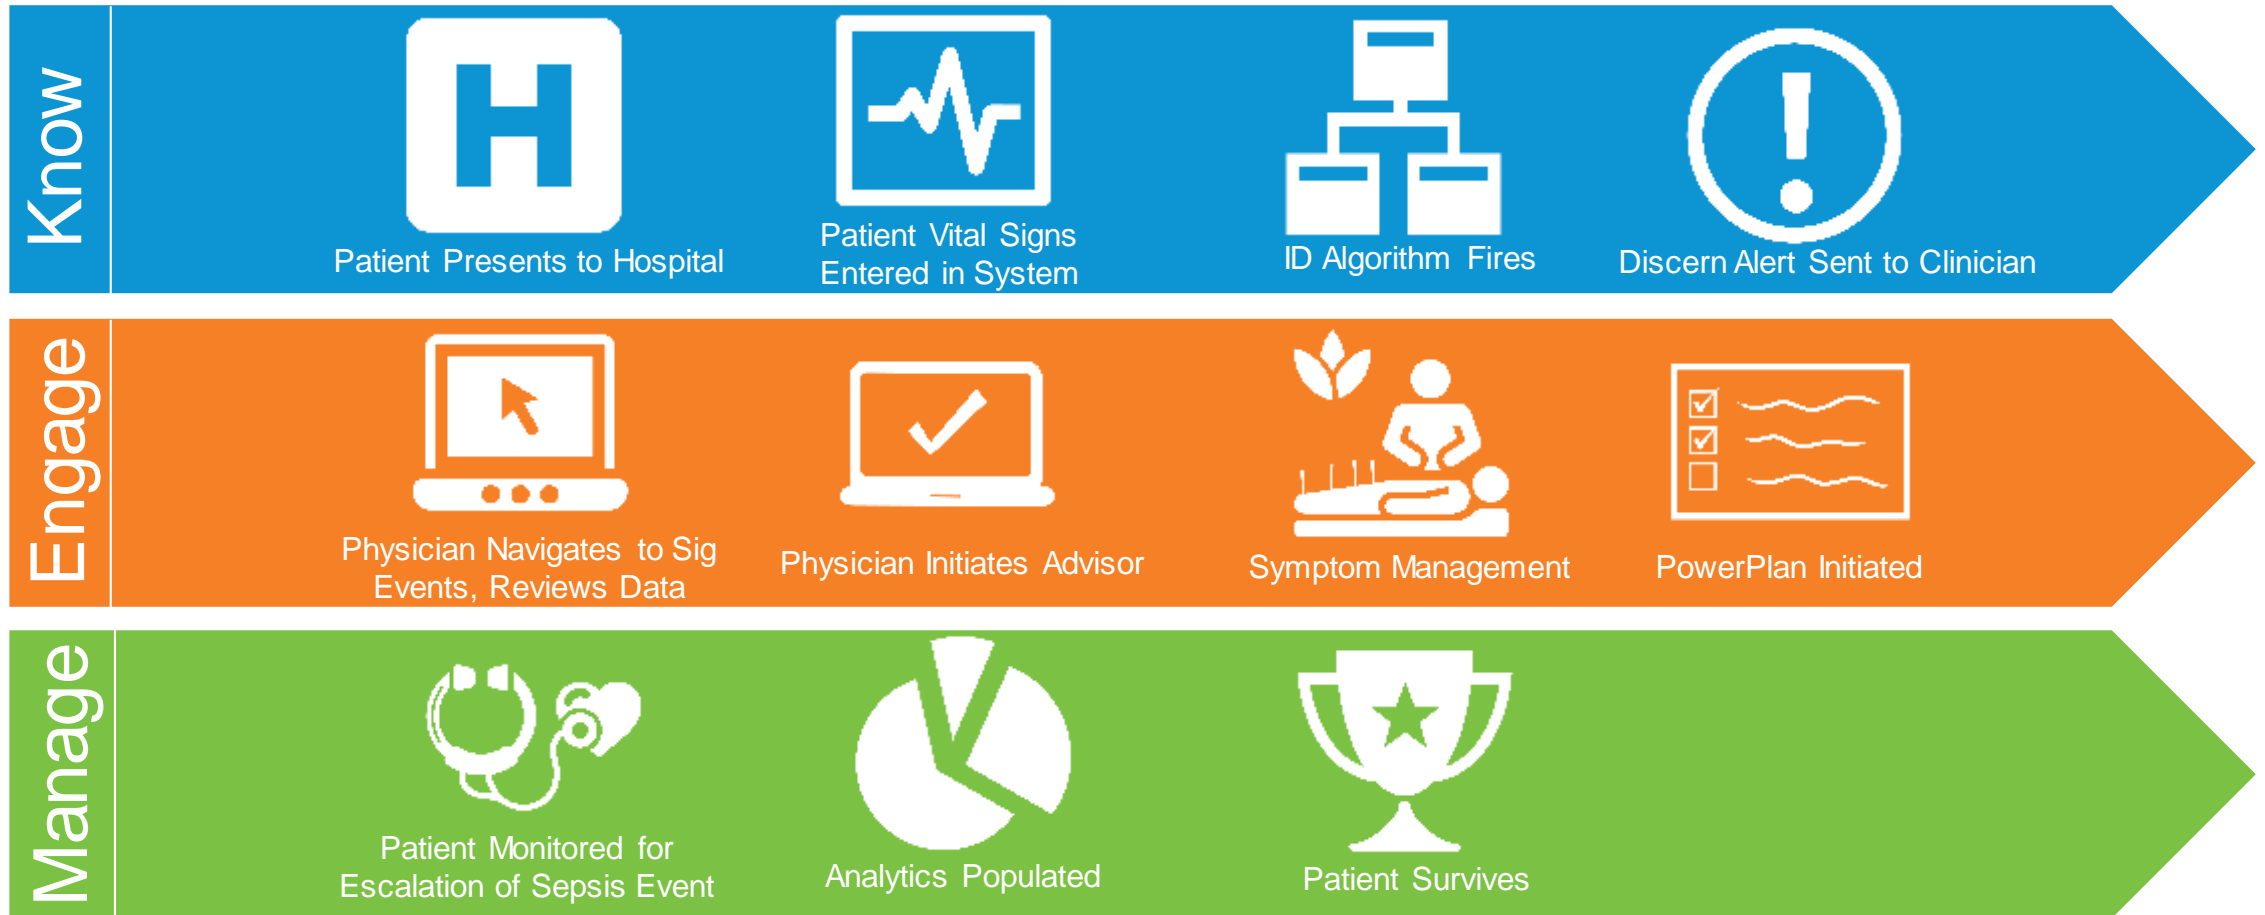 Know
H
Patient Presents to Hospital
Patient Vital Signs
Entered in System
ID Algorithm Fires
!
Discern Alert Sent to Clinician
Engage
Physician Navigates to Sig
Events, Reviews Data
Physician Initiates Advisor
Symptom Management
PowerPlan Initiated
Manage
Patient Monitored for
Escalation of Sepsis Event
Analytics Populated
Patient Survives